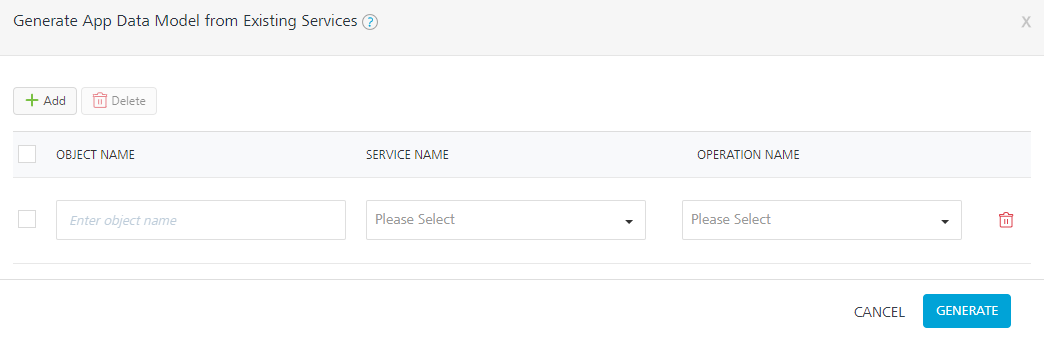 Generate App Data Model from Existing Services ?
X
Add Delete
OBJECT NAME SERVICE NAME OPERATION NAME
Enter object name Please Select Please Select
CANCEL GENERATE